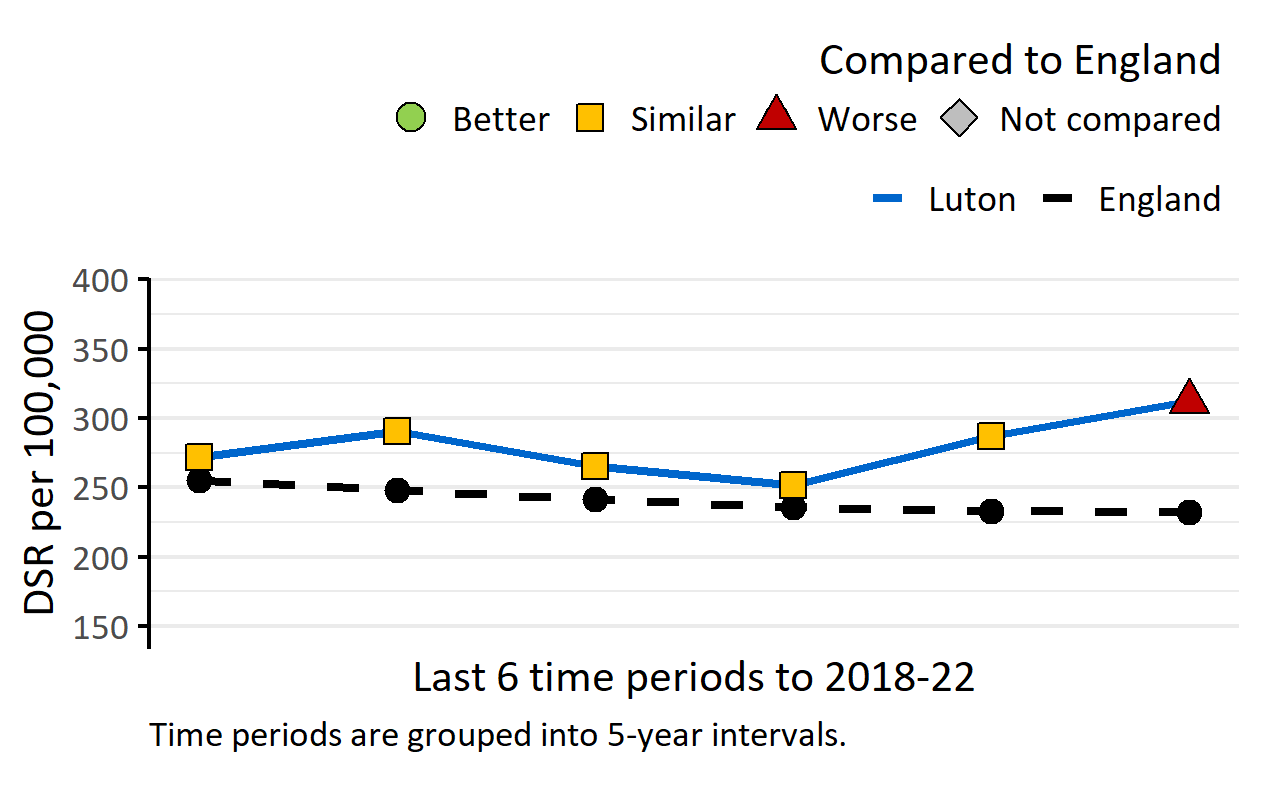 Compared to England
Better Similar Worse Not compared
Luton England
DSR per 100,000
400
350
300
250
200
150
Last 6 time periods to 2018-22
Time periods are grouped into 5-year intervals.